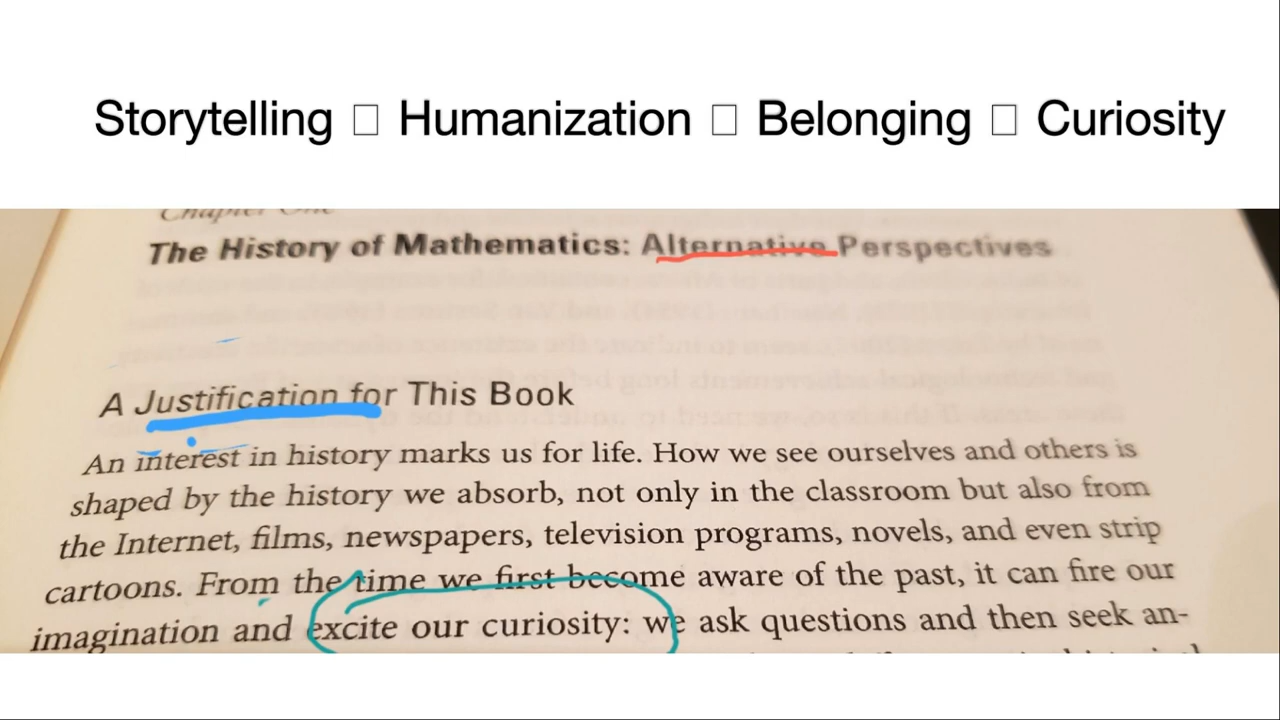 Storytelling □ Humanization □ Belonging □ Curiosity
Chapter One
The History of Mathematics: Alternative Perspectives
A Justification for This Book
An interest in history marks us for life. How we see ourselves and others is
shaped by the history we absorb, not only in the classroom but also from
the Internet, films, newspapers, television programs, novels, and even strip
cartoons. From the time we first become aware of the past, it can fire our
imagination and excite our curiosity: we ask questions and then seek an-